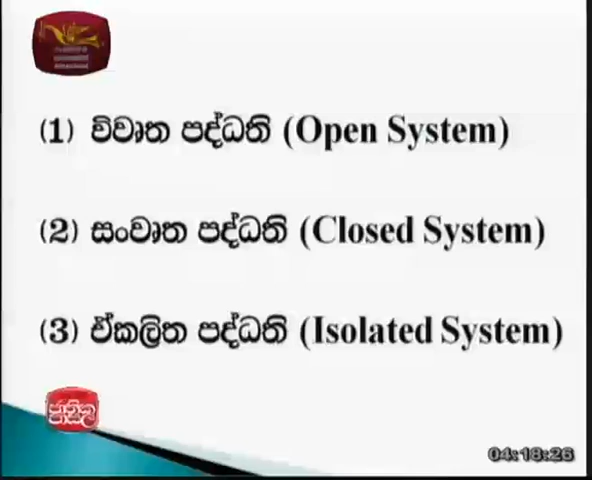 (1) විවෘත පද්ධති (Open System)
(2) සංවෘත පද්ධති (Closed System)
(3) ඒකලිත පද්ධති (Isolated System)
ජාතික
04:18:26